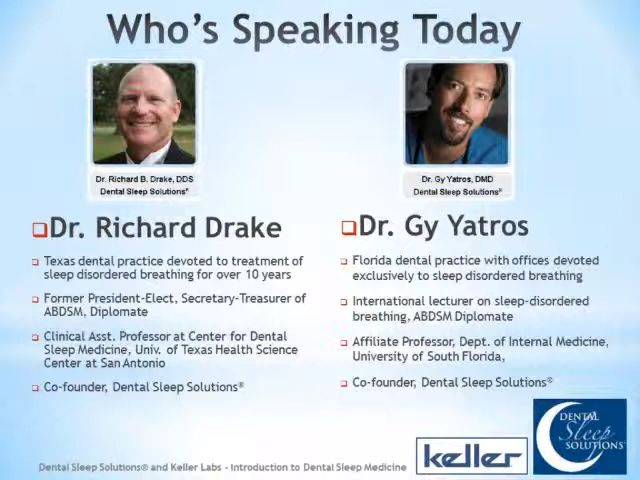 Who's Speaking Today
Dr. Richard B. Drake, DDS
Dental Sleep Solutions®
Dr. Gy Yatros, DMD
Dental Sleep Solutions®
Dr. Richard Drake
Texas dental practice devoted to treatment of
sleep disordered breathing for over 10 years
Former President-Elect, Secretary-Treasurer of
ABDSM, Diplomate
Clinical Asst. Professor at Center for Dental
Sleep Medicine, Univ. of Texas Health Science
Center at San Antonio
Co-founder, Dental Sleep Solutions®
Dr. Gy Yatros
Florida dental practice with offices devoted
exclusively to sleep disordered breathing
International lecturer on sleep-disordered
breathing, ABDSM Diplomate
Affiliate Professor, Dept. of Internal Medicine,
University of South Florida,
Co-founder, Dental Sleep Solutions®
Dental Sleep Solutions® and Keller Labs - Introduction to Dental Sleep Medicine
keller
DENTAL
Sleep
SOLUTIONS